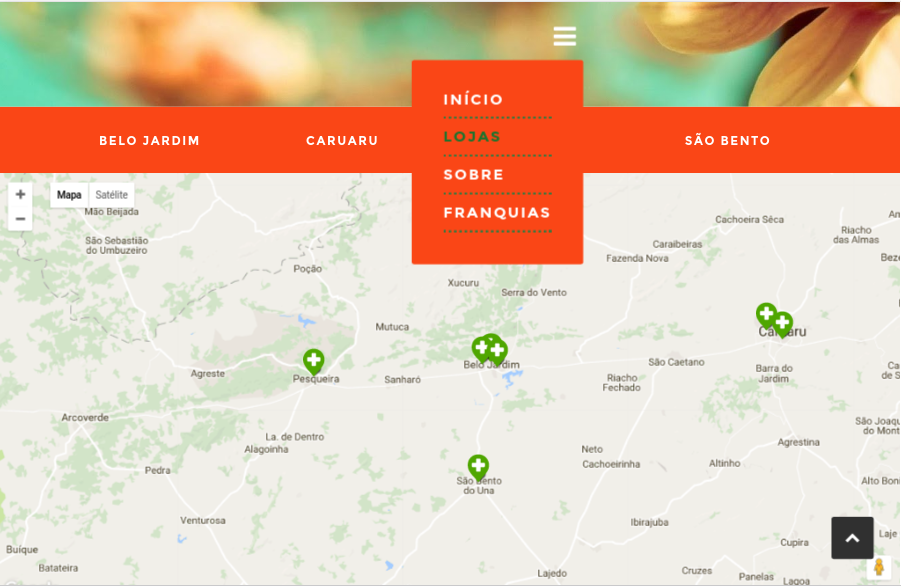 INÍCIO
LOJAS
SOBRE
FRANQUIAS
BELO JARDIM
CARUARU
SÃO BENTO
Mapa
Satélite
Mão Beijada
São Sebastião
do Umbuzeiro
Poção
Cachoeira Sêca
Riacho
das Almas
Caraibeiras
Fazenda Nova
Xucuru
Serra do Vento
Mutuca
Caruaru
São Caetano
Belo Jardim
Agreste
Pesqueira
Sanharó
Riacho
Fechado
Barra do
Jardim
Arcoverde
La. de Dentro
Alagoinha
Neto
Cachoeirinha
Agrestina
São Joaqu
do Mont
Pedra
Altinho
São Bento
do Una
Alto Boni
Venturosa
Ibirajuba
Cupira
Laje
Buíque
Batateira
Lajedo
Cruzes
Panelas
Lagoa